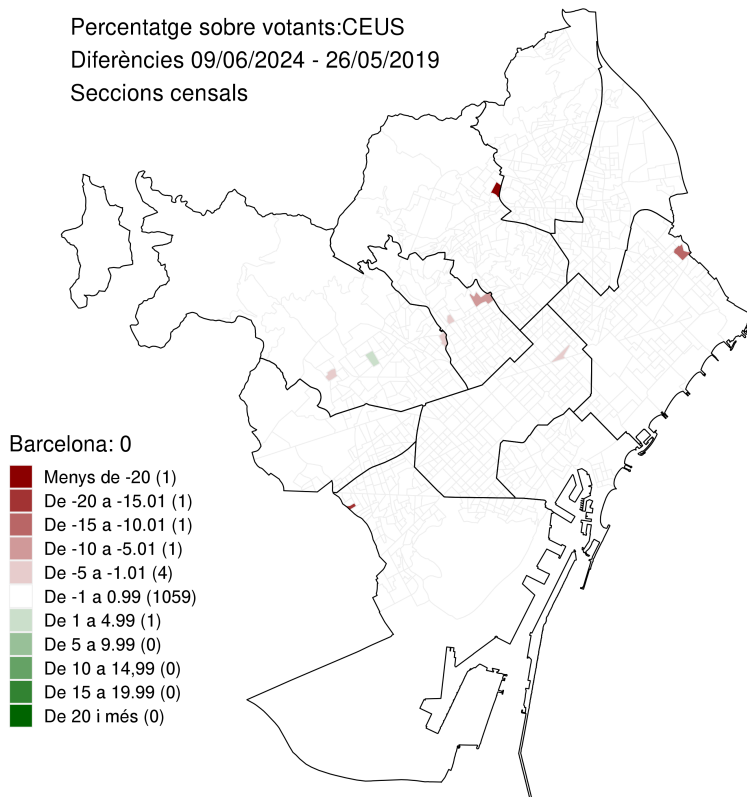 Percentatge sobre votants:CEUS
Diferències 09/06/2024 - 26/05/2019
Seccions censals
Barcelona: 0
Menys de -20 (1)
De -20 a -15.01 (1)
De -15 a -10.01 (1)
De -10 a -5.01 (1)
De -5 a -1.01 (4)
De -1 a 0.99 (1059)
De 1 a 4.99 (1)
De 5 a 9.99 (0)
De 10 a 14,99 (0)
De 15 a 19.99 (0)
De 20 i més (0)